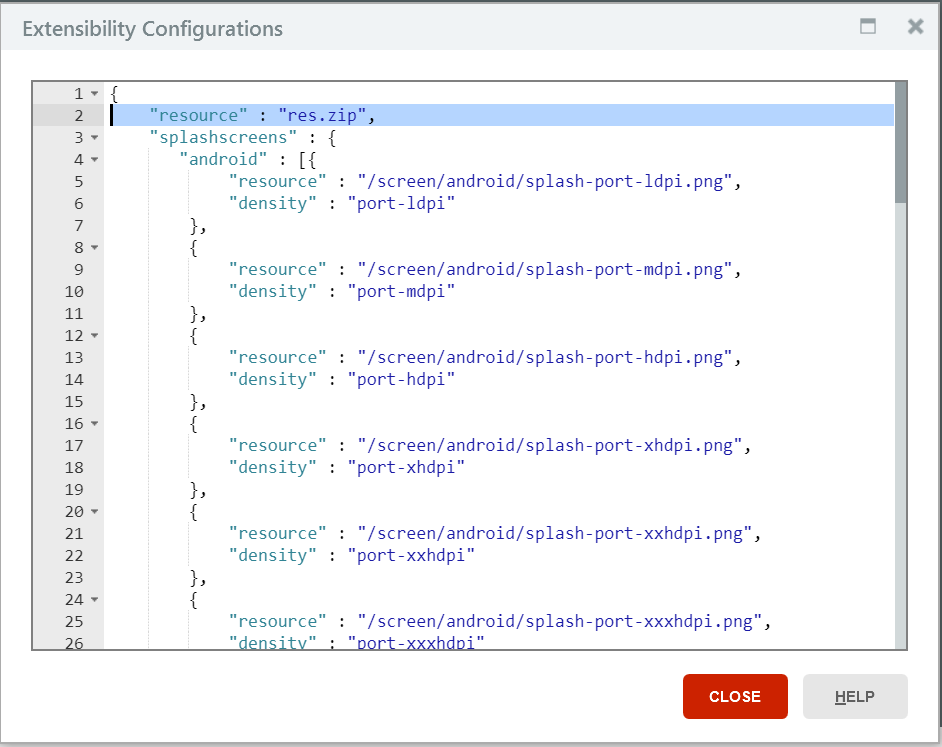 Extensibility Configurations
1 {
2 "resource" : "res.zip",
3 "splashscreens" : {
4 "android" : [{
5 "resource" : "/screen/android/splash-port-ldpi.png",
6 "density" : "port-ldpi"
7 },
8 {
9 "resource" : "/screen/android/splash-port-mdpi.png",
10 "density" : "port-mdpi"
11 },
12 {
13 "resource" : "/screen/android/splash-port-hdpi.png",
14 "density" : "port-hdpi"
15 },
16 {
17 "resource" : "/screen/android/splash-port-xhdpi.png",
18 "density" : "port-xhdpi"
19 },
20 {
21 "resource" : "/screen/android/splash-port-xxhdpi.png",
22 "density" : "port-xxhdpi"
23 },
24 {
25 "resource" : "/screen/android/splash-port-xxxhdpi.png",
26 "density" : "port-xxxhdpi"
CLOSE HELP